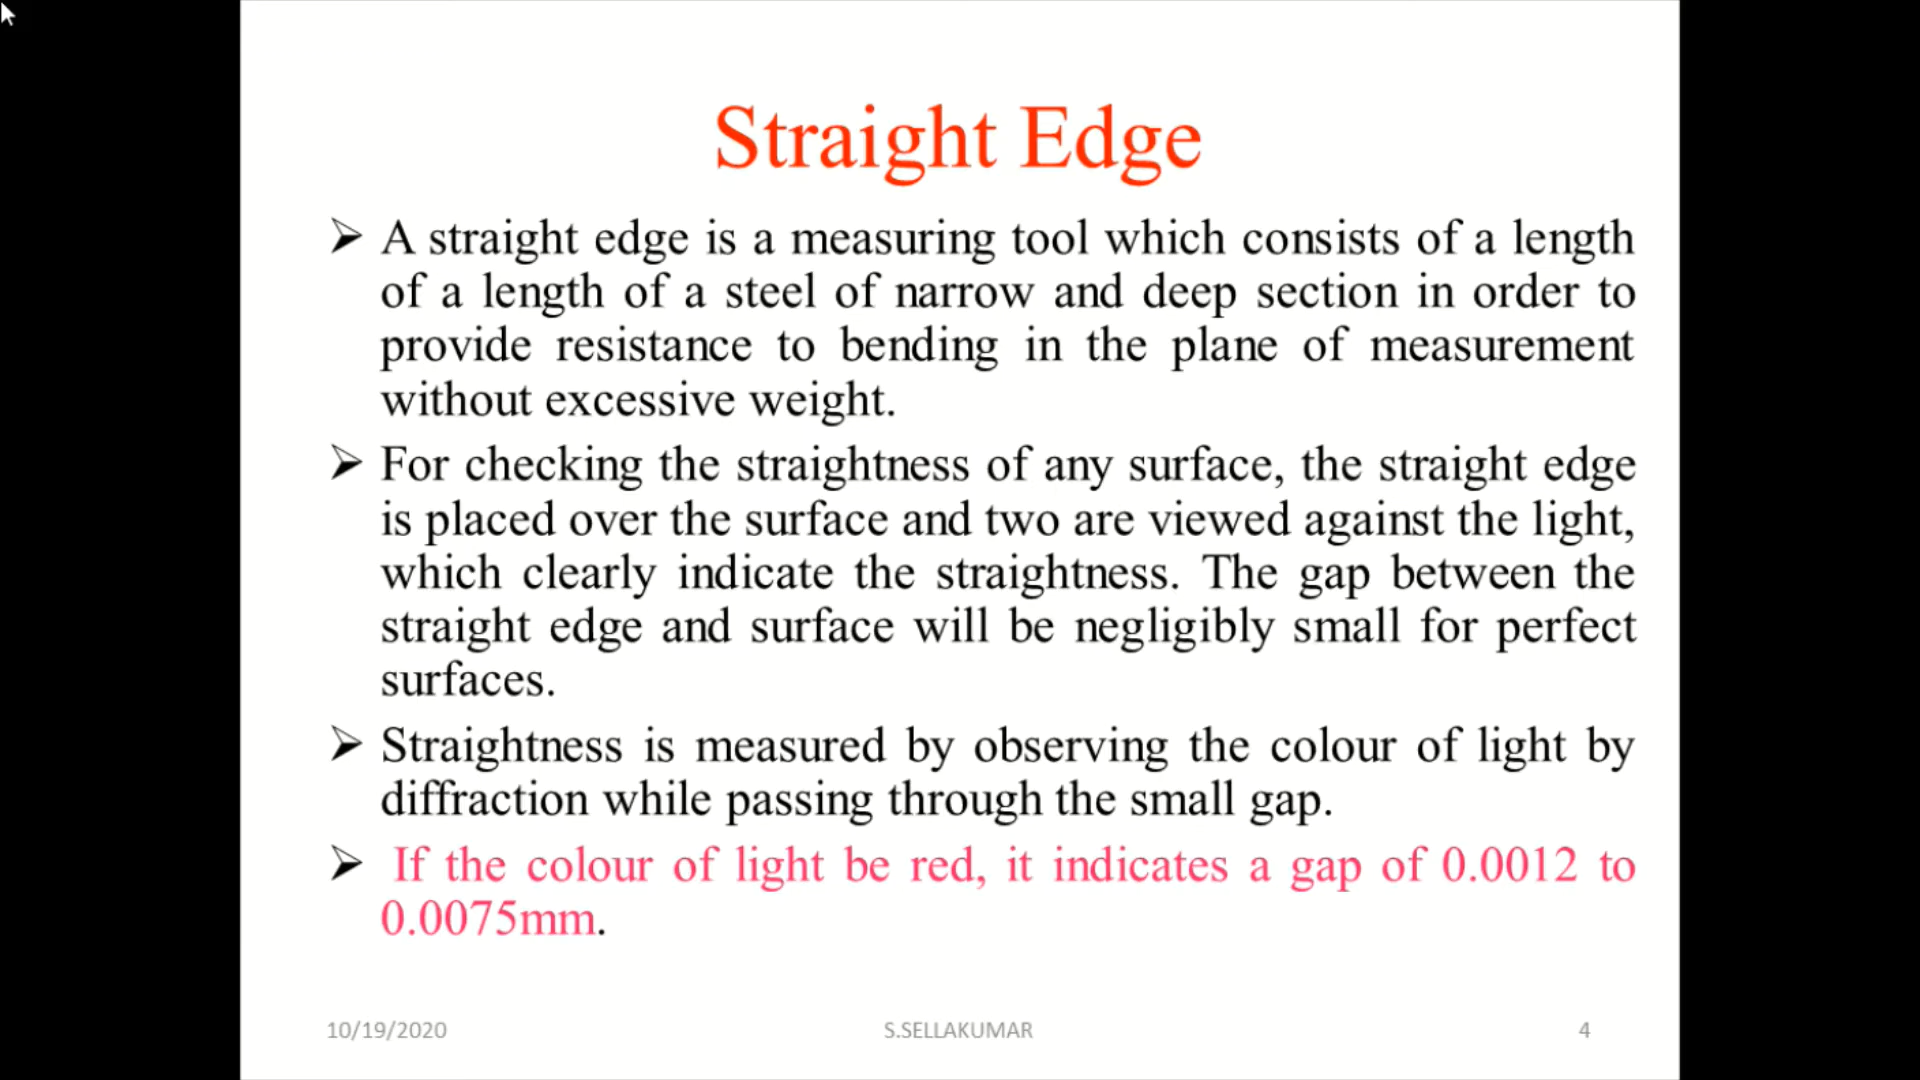 Straight Edge
➢ A straight edge is a measuring tool which consists of a length
of a length of a steel of narrow and deep section in order to
provide resistance to bending in the plane of measurement
without excessive weight.
➢ For checking the straightness of any surface, the straight edge
is placed over the surface and two are viewed against the light,
which clearly indicate the straightness. The gap between the
straight edge and surface will be negligibly small for perfect
surfaces.
➢ Straightness is measured by observing the colour of light by
diffraction while passing through the small gap.
➢ If the colour of light be red, it indicates a gap of 0.0012 to
0.0075mm.
10/19/2020 S.SELLAKUMAR 4